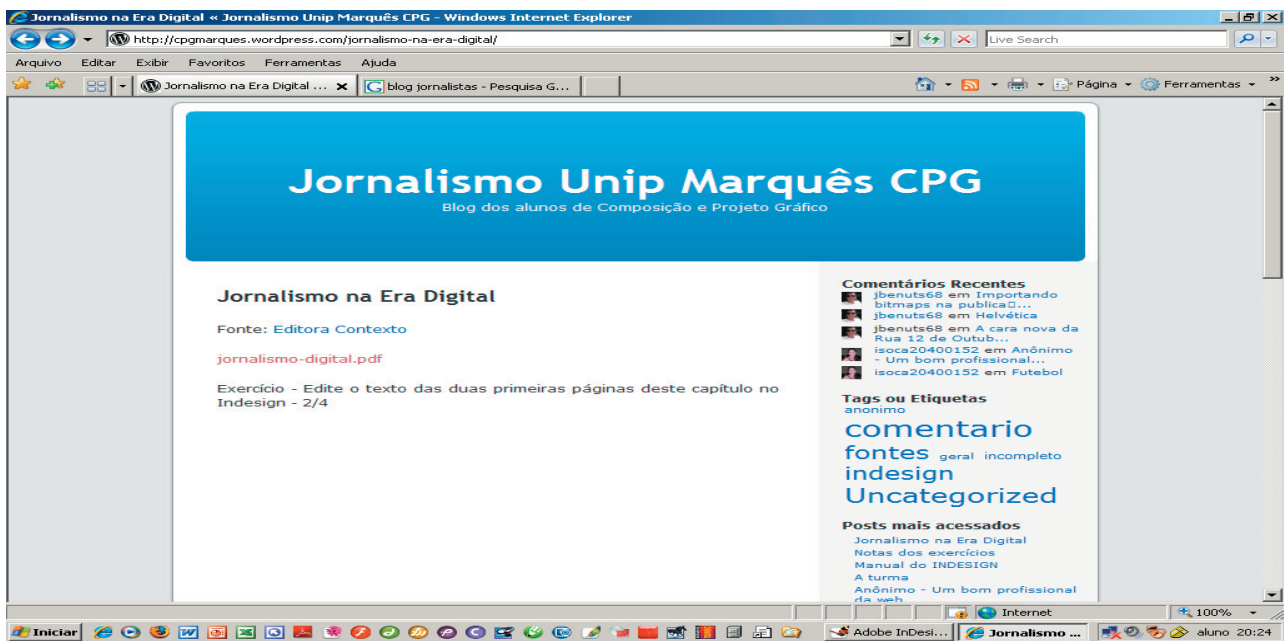 Jornalismo na Era Digital « Jornalismo Unip Marquês CPG - Windows Internet Explorer
http://cpgmarques.wordpress.com/jornalismo-na-era-digital/
Live Search
Arquivo Editar Exibir Favoritos Ferramentas Ajuda
Jornalismo na Era Digital ...
blog jornalistas - Pesquisa G...
Página
Ferramentas
Jornalismo Unip Marquês CPG
Blog dos alunos de Composição e Projeto Gráfico
Jornalismo na Era Digital
Fonte: Editora Contexto
jornalismo-digital.pdf
Exercício - Edite o texto das duas primeiras páginas deste capítulo no
Indesign - 2/4
Comentários Recentes
jbenuts68 em Importando
bitmaps na publica...
jbenuts68 em Helvética
jbenuts68 em A cara nova da
Rua 12 de Outub...
isoca20400152 em Anônimo
- Um bom profissional...
isoca20400152 em Futebol
Tags ou Etiquetas
anonimo
comentario
fontes geral incompleto
indesign
Uncategorized
Posts mais acessados
Jornalismo na Era Digital
Notas dos exercícios
Manual do INDESIGN
A turma
Anônimo - Um bom profissional
da web
Internet
100%
Iniciar
Adobe InDesi...
Jornalismo ...
aluno 20:24